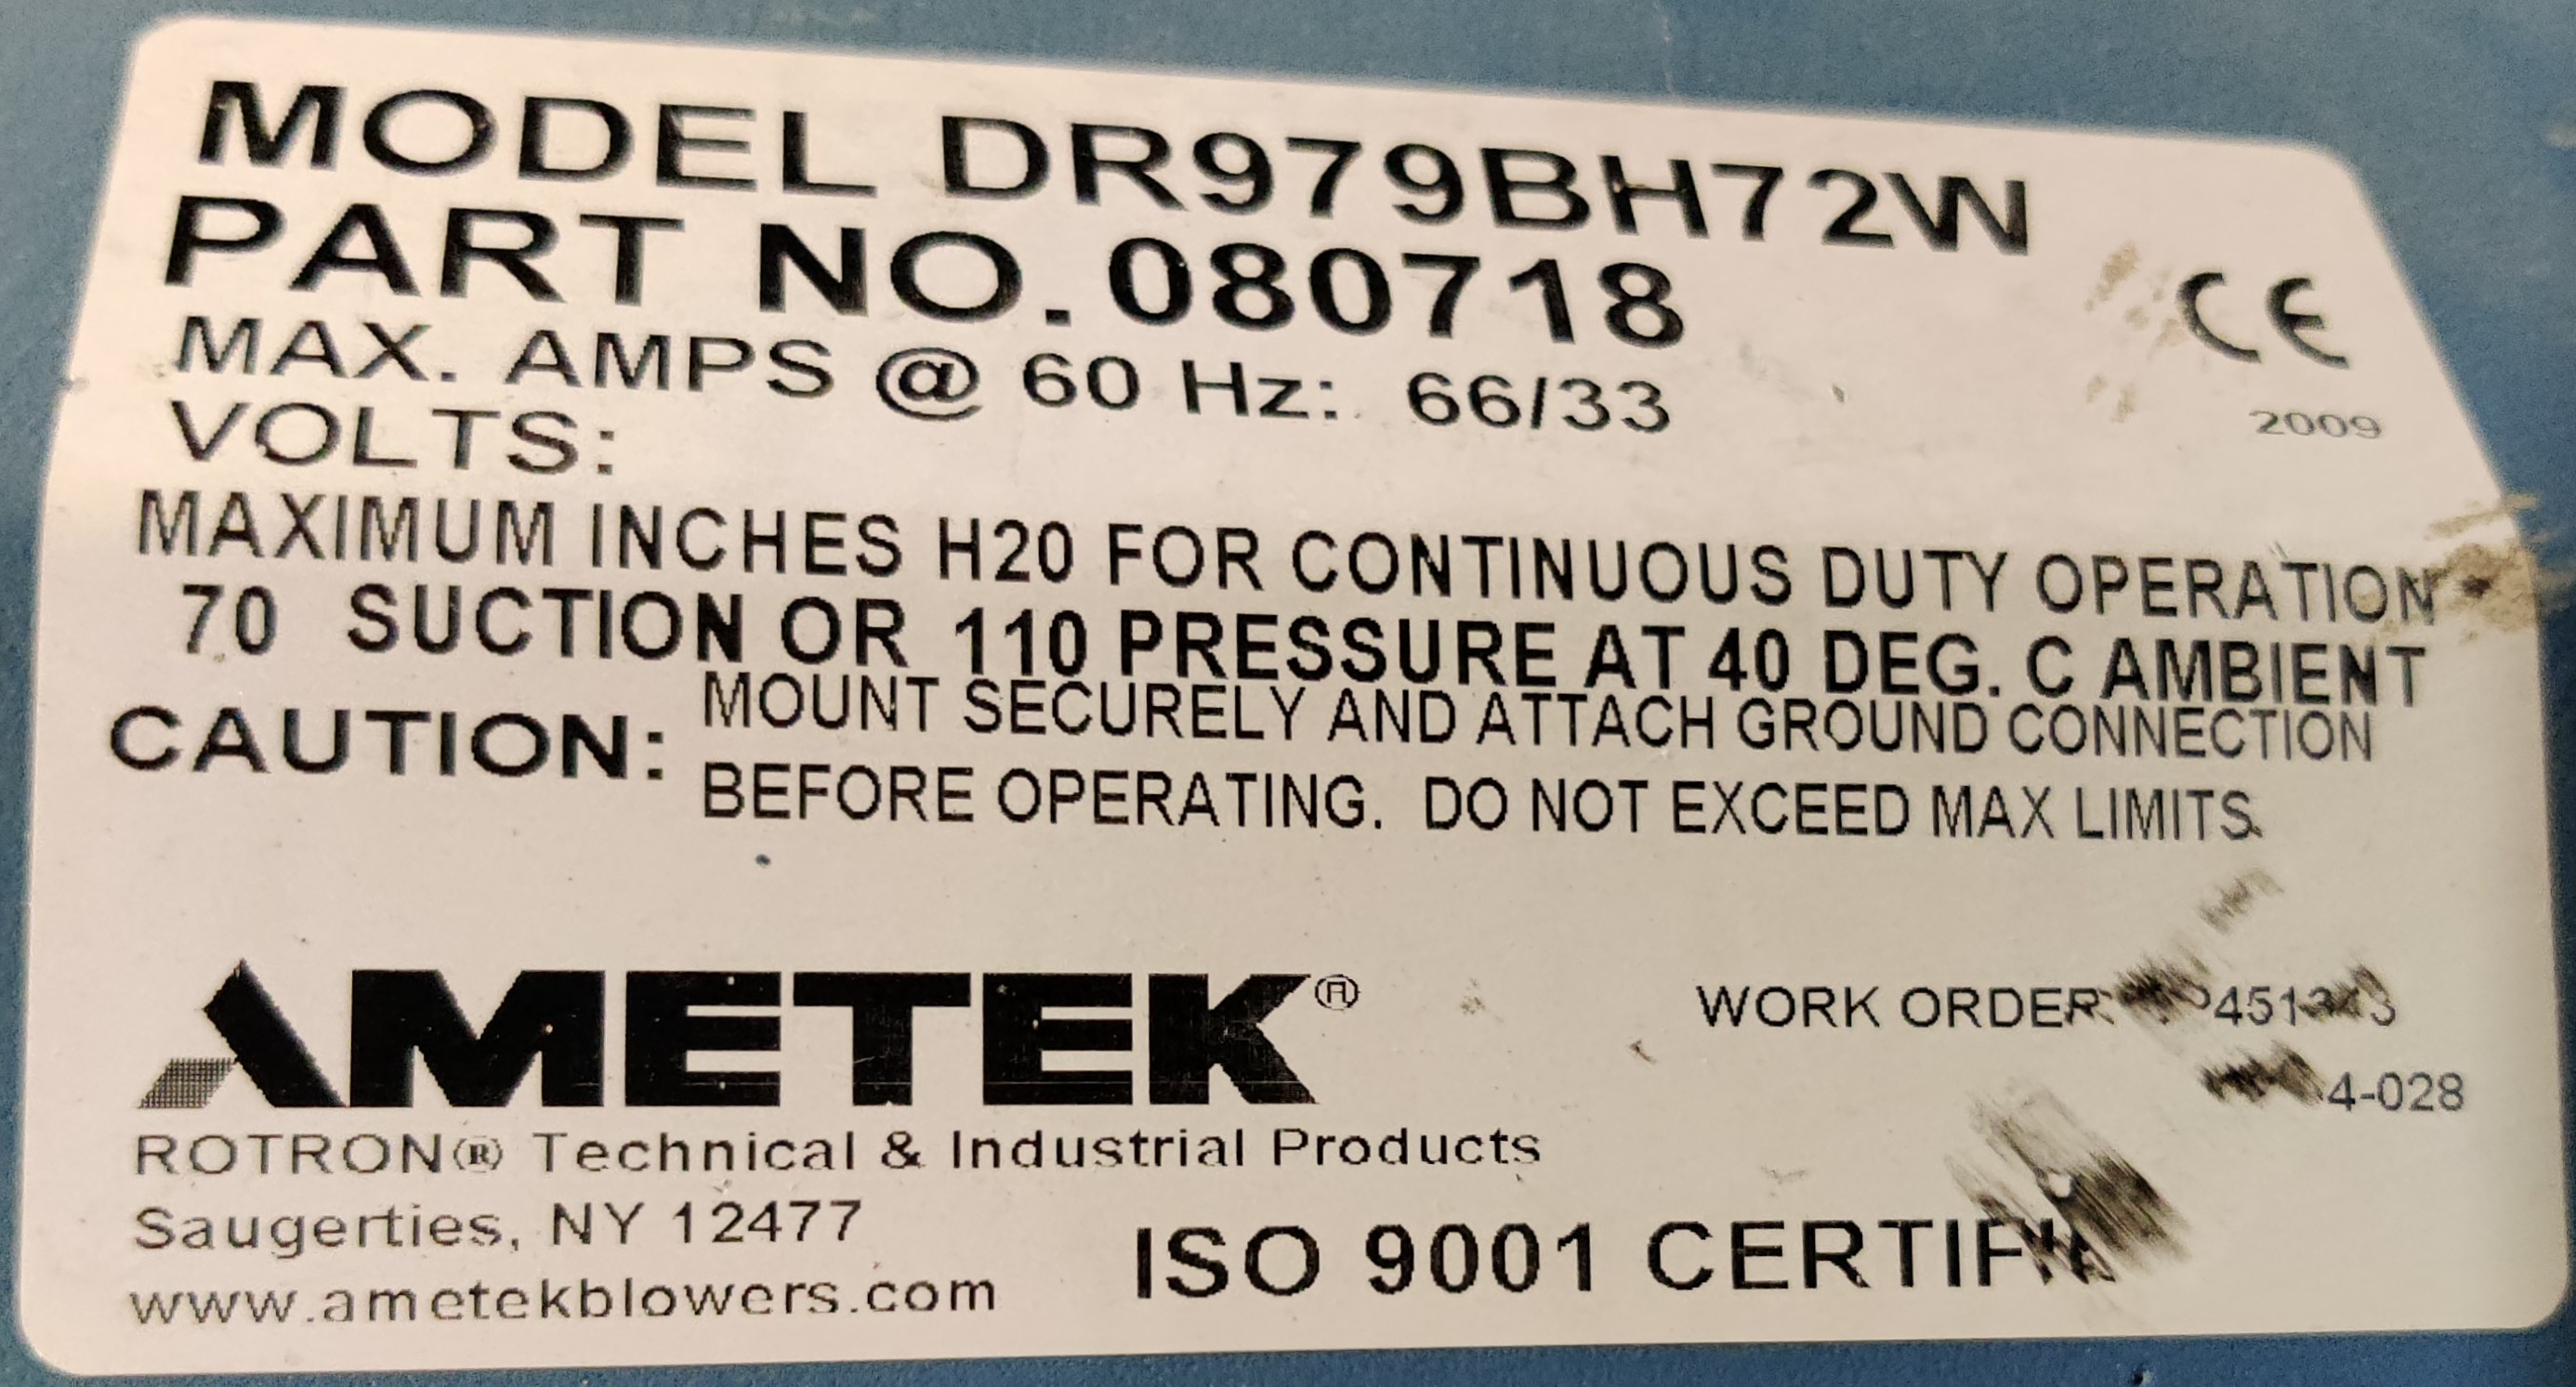 MODEL DR979BH72W
PART NO. 080718
MAX. AMPS @ 60 Hz: 66/33
VOLTS:
CE
2009
MAXIMUM INCHES H20 FOR CONTINUOUS DUTY OPERATION
70 SUCTION OR 110 PRESSURE AT 40 DEG. C AMBIENT
CAUTION: MOUNT SECURELY AND ATTACH GROUND CONNECTION
BEFORE OPERATING. DO NOT EXCEED MAX LIMITS.
AMETEK®
WORK ORDER
4-028
ROTRON® Technical & Industrial Products
Saugerties, NY 12477
www.ametekblowers.com
ISO 9001